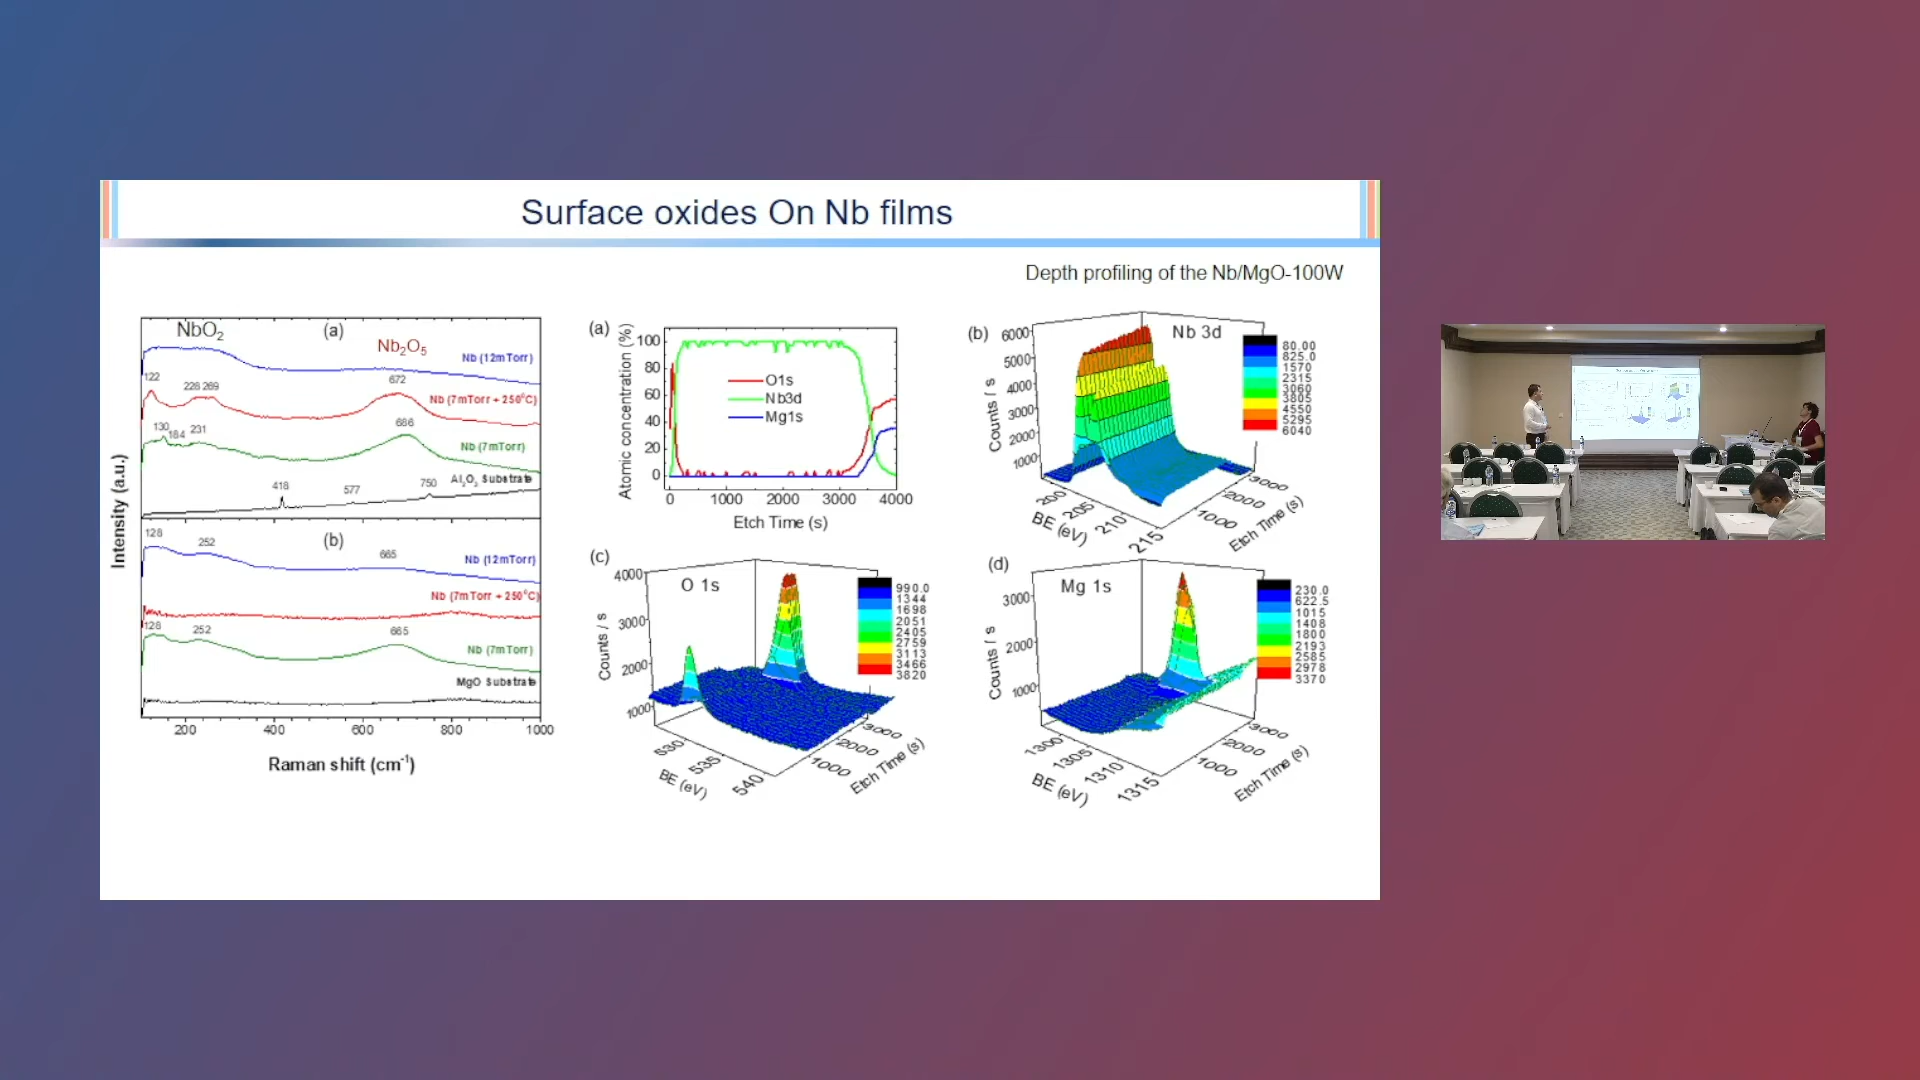 Surface oxides On Nb films
Depth profiling of the Nb/MgO-100W
NbO2
(a)
Nb2O5
Nb (12mTorr)
122
228 269
672
Nb (7mTorr + 250°C)
130
184
231
686
Nb (7mTorr)
418
577
750
Al2O3 Substrate
(b)
128
252
665
Nb (12mTorr)
Nb (7mTorr + 250°C)
128
252
665
Nb (7mTorr)
MgO Substrate
200 400 600 800 1000
Raman shift (cm-1)
Intensity (a.u.)
(a)
Atomic concentration (%)
100
80
60
40
20
0
O1s
Nb3d
Mg1s
0 1000 2000 3000 4000
Etch Time (s)
(b)
Nb 3d
Counts / s
6000
5000
4000
3000
2000
1000
200 205 210 215
BE (eV)
1000 2000 3000
Etch Time (s)
80.00
825.0
1570
2315
3060
3805
4550
5295
6040
(c)
O 1s
Counts / s
4000
3000
2000
1000
530 535 540
BE (eV)
1000 2000 3000
Etch Time (s)
990.0
1344
1698
2051
2405
2759
3113
3466
3820
(d)
Mg 1s
Counts / s
3000
2000
1000
1300 1305 1310 1315
BE (eV)
1000 2000 3000
Etch Time (s)
230.0
622.5
1015
1408
1800
2193
2585
2978
3370